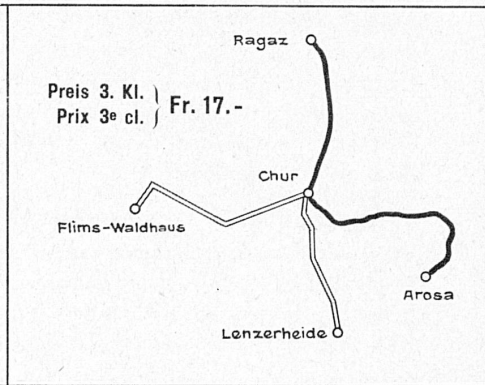 Ragaz
Preis 3. Kl.
Prix 3e cl.
Fr. 17.-
Chur
Flims-Waldhaus
Arosa
Lenzerheide